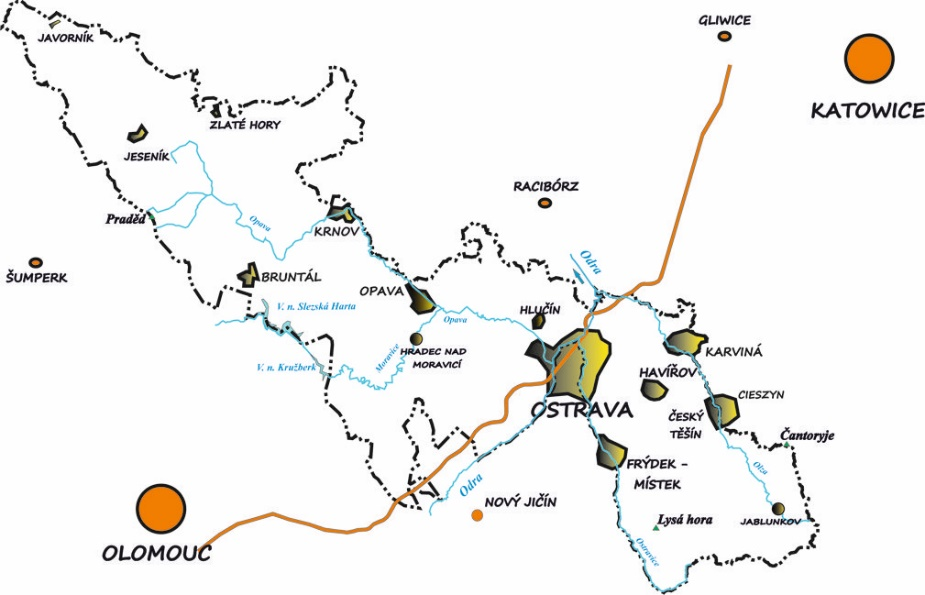 GLIWICE
JAVORNÍK
KATOWICE
ZLATÉ HORY
JESENÍK
RACIBÓRZ
Praděd
Opava
KRNOV
ŠUMPERK
BRUNTÁL
Odra
OPAVA
V. n. Slezská Harta
HLUČÍN
Opava
HRADEC NAD
MORAVICÍ
Moravice
V. n. Kružberk
KARVINÁ
HAVÍŘOV
CIESZYN
OSTRAVA
ČESKÝ
TĚŠÍN
Čantoryje
FRÝDEK –
MÍSTEK
Olza
Odra
NOVÝ JIČÍN
Lysá hora
JABLUNKOV
OLOMOUC
Ostravice